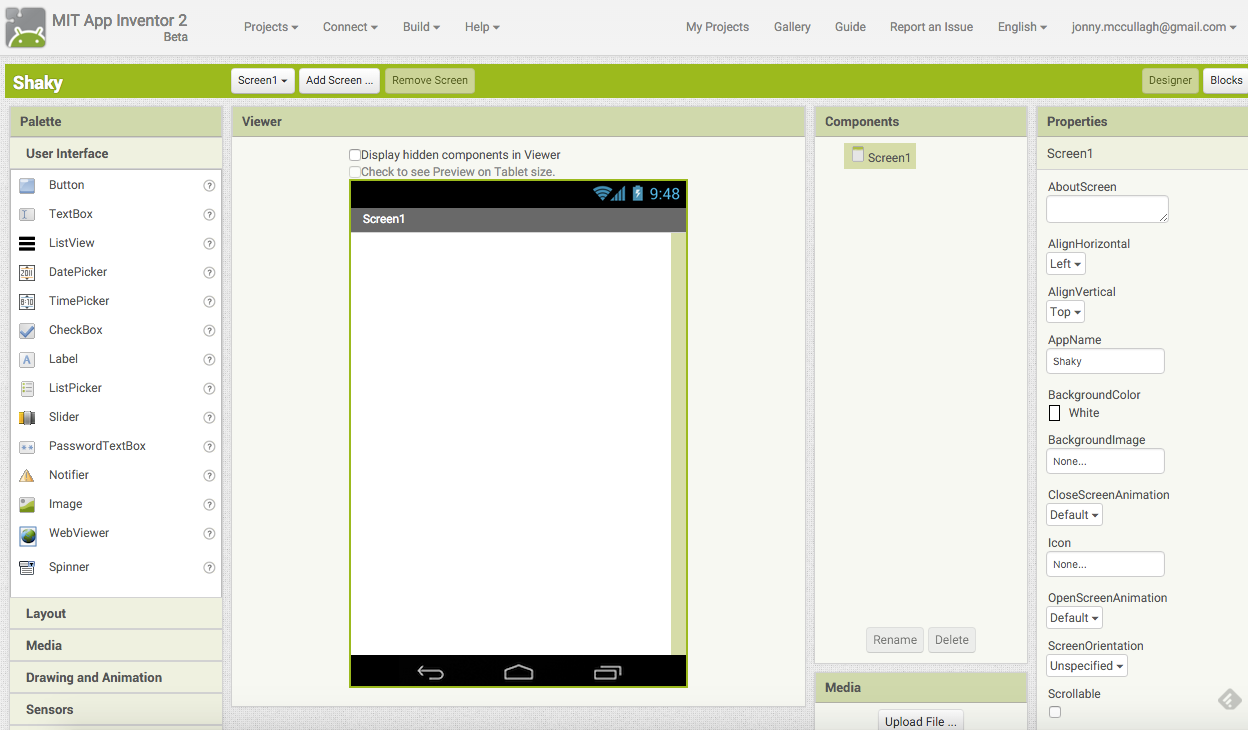 MIT App Inventor 2
Beta
Projects Connect Build Help My Projects Gallery Guide Report an Issue English jonny.mccullagh@gmail.com
Shaky Screen1 Add Screen ... Remove Screen Designer Blocks
Palette
User Interface
Button ?
TextBox ?
ListView ?
DatePicker ?
TimePicker ?
CheckBox ?
Label ?
ListPicker ?
Slider ?
PasswordTextBox ?
Notifier ?
Image ?
WebViewer ?
Spinner ?
Layout
Media
Drawing and Animation
Sensors
Viewer
Display hidden components in Viewer
Check to see Preview on Tablet size.
9:48
Screen1
Components
Screen1
Rename Delete
Media
Upload File ...
Properties
Screen1
AboutScreen
AlignHorizontal
Left
AlignVertical
Top
AppName
Shaky
BackgroundColor
White
BackgroundImage
None...
CloseScreenAnimation
Default
Icon
None...
OpenScreenAnimation
Default
ScreenOrientation
Unspecified
Scrollable